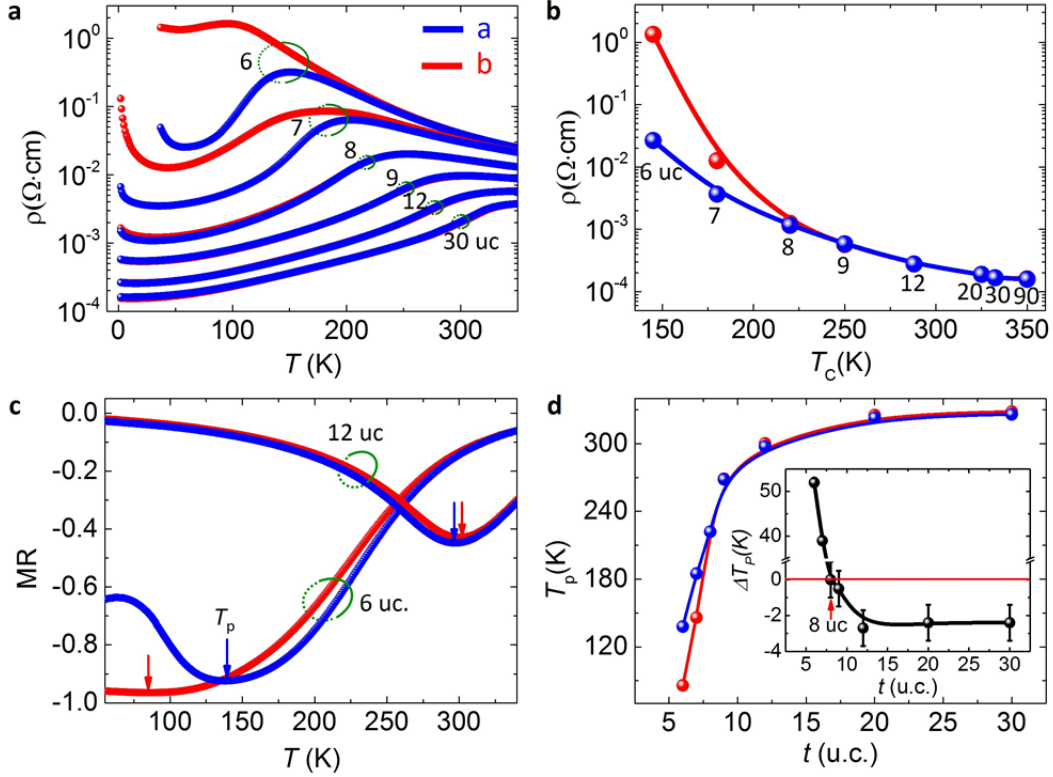 a
a
b
6
7
8
9
12
30 uc
10⁰
10⁻¹
10⁻²
10⁻³
10⁻⁴
ρ(Ω·cm)
0 100 200 300
T (K)
b
10⁰
10⁻¹
10⁻²
10⁻³
10⁻⁴
ρ(Ω·cm)
6 uc
7
8
9
12
20
30
90
150 200 250 300 350
T_C(K)
c
0.0
-0.2
-0.4
-0.6
-0.8
-1.0
MR
12 uc
6 uc.
T_p
100 150 200 250 300
T (K)
d
300
240
180
120
T_p(K)
5 10 15 20 25 30
t (u.c.)
50
40
0
-2
-4
ΔT_P(K)
8 uc
5 10 15 20 25 30
t (u.c.)